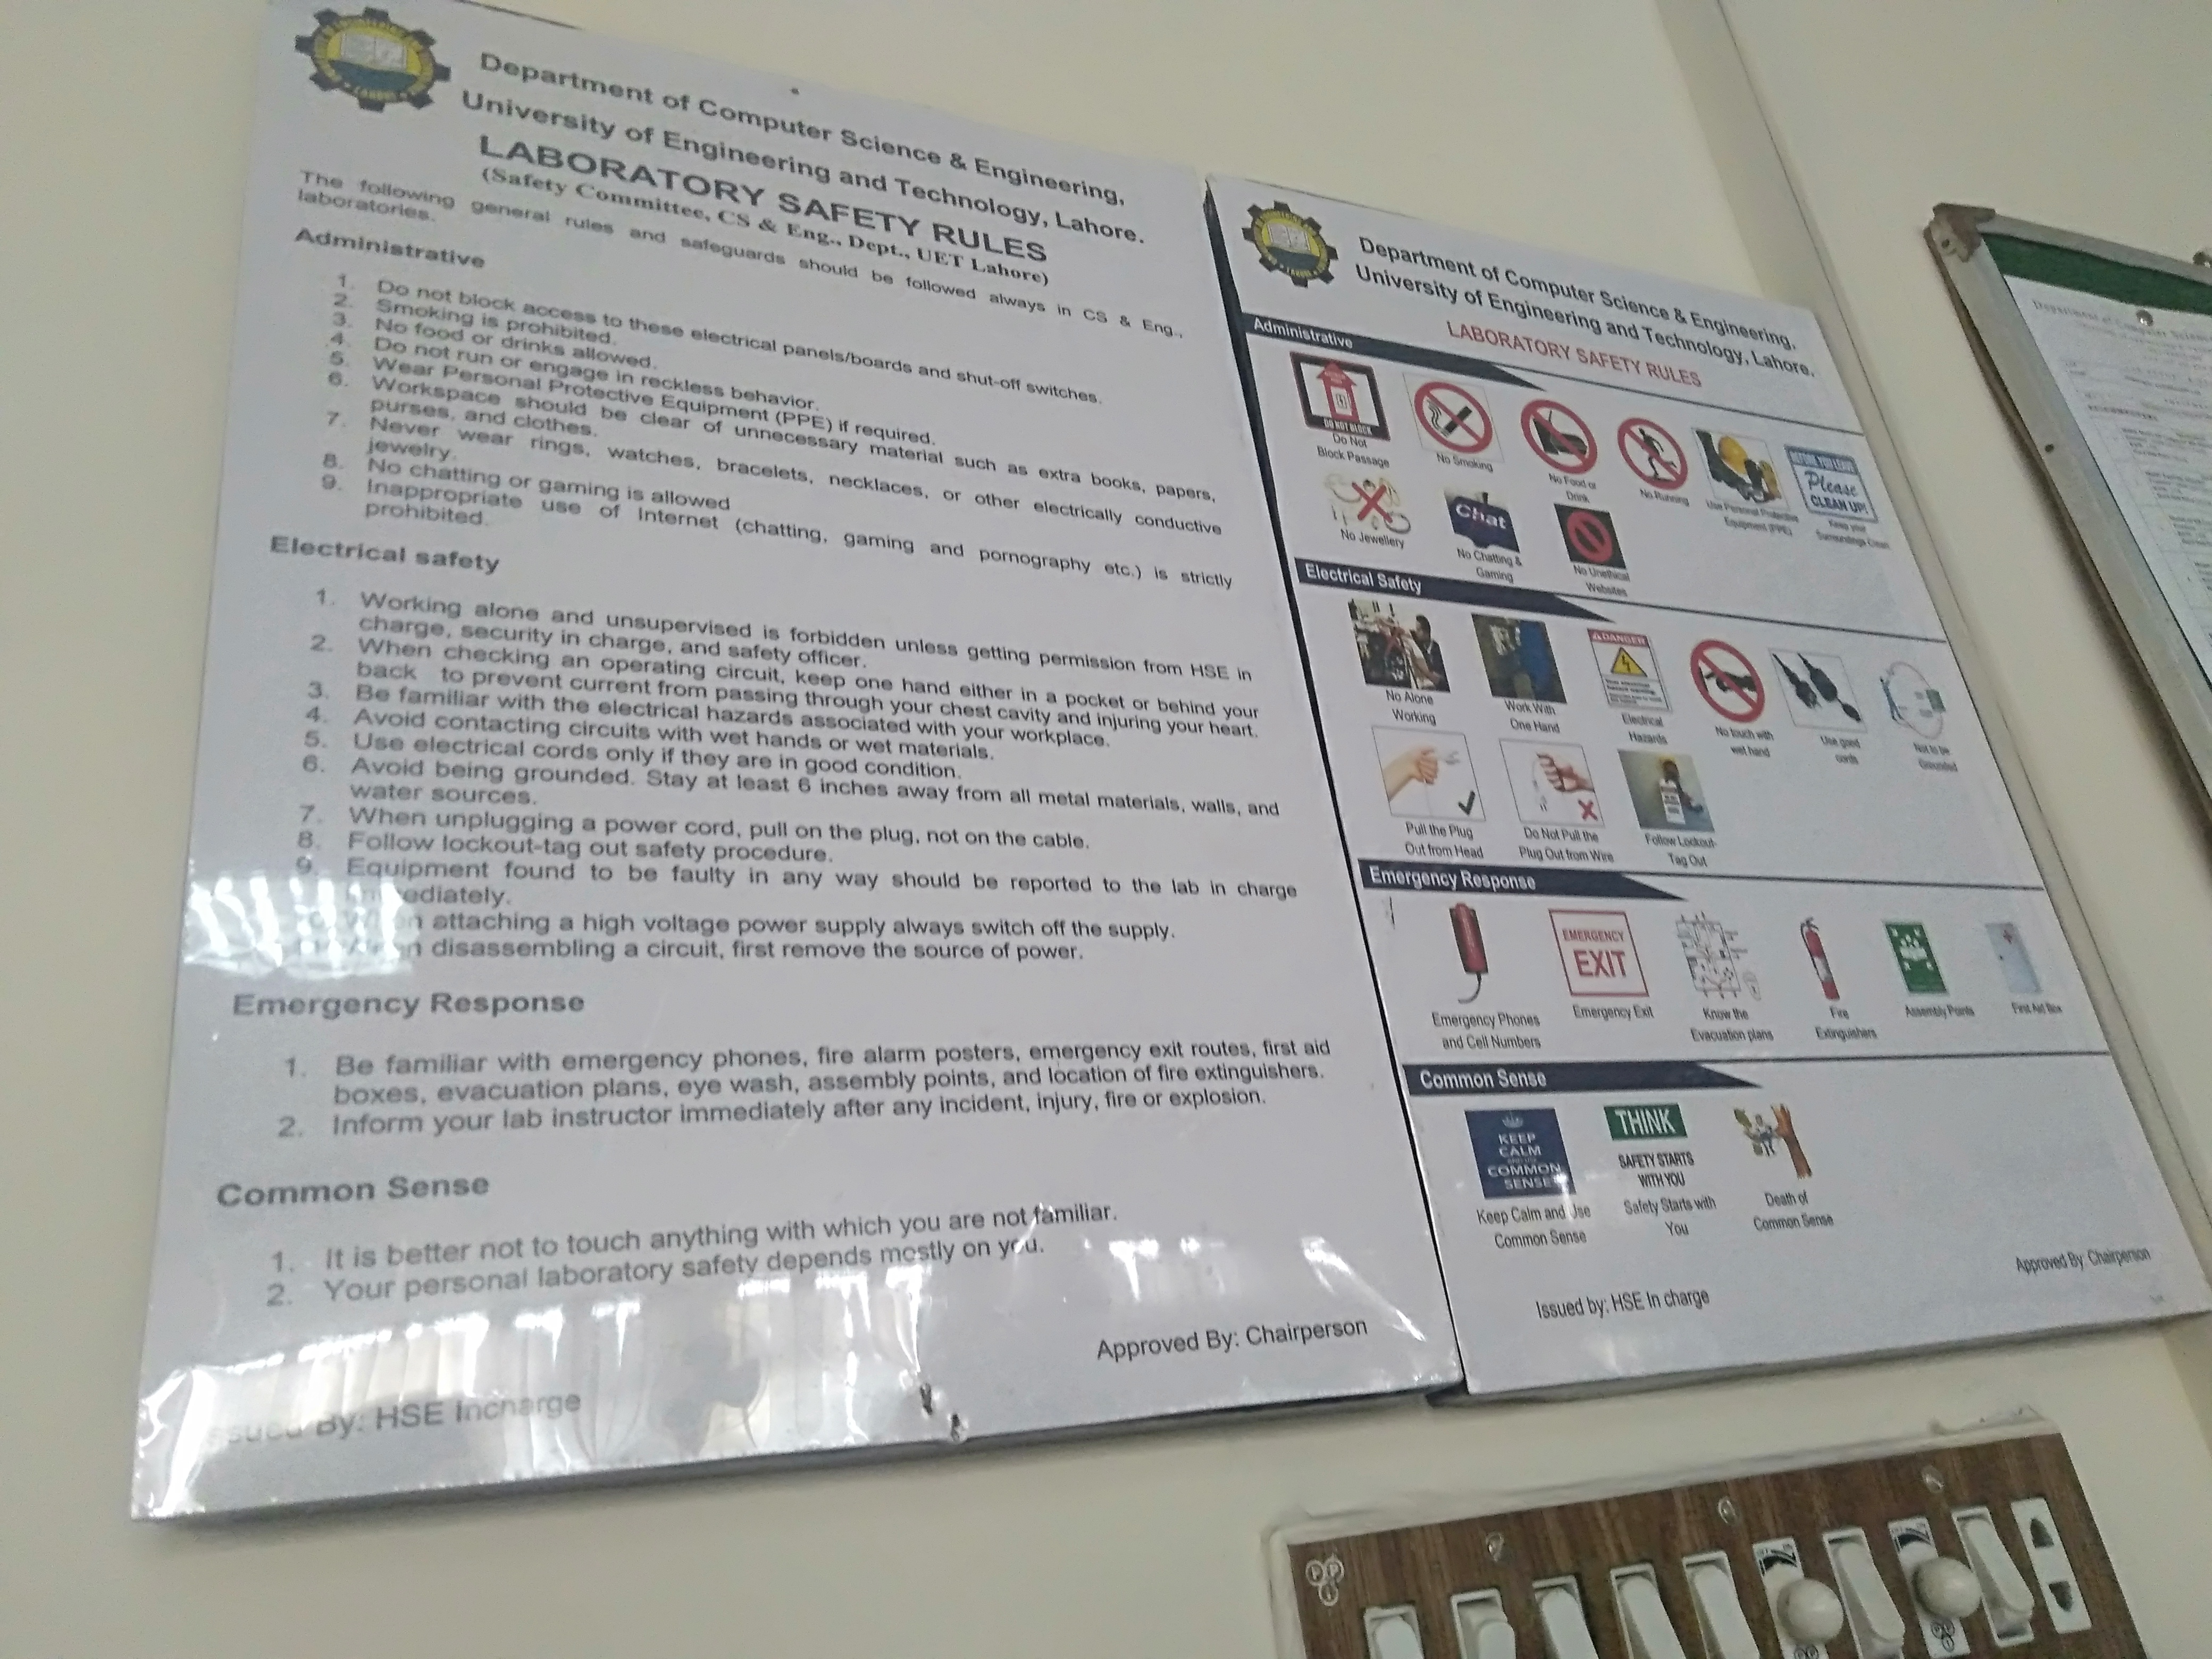 Department of Computer Science & Engineering,
University of Engineering and Technology, Lahore.
LABORATORY SAFETY RULES
(Safety Committee, CS & Eng., Dept., UET Lahore)
The following general rules and safeguards should be followed always in CS & Eng.,
laboratories.
Administrative
1. Do not block access to these electrical panels/boards and shut-off switches.
2. Smoking is prohibited.
3. No food or drinks allowed.
4. Do not run or engage in reckless behavior.
5. Wear Personal Protective Equipment (PPE) if required.
6. Workspace should be clear of unnecessary material such as extra books, papers,
purses, and clothes.
7. Never wear rings, watches, bracelets, necklaces, or other electrically conductive
jewelry.
8. No chatting or gaming is allowed
9. Inappropriate use of Internet (chatting, gaming and pornography etc.) is strictly
prohibited.
Electrical safety
1. Working alone and unsupervised is forbidden unless getting permission from HSE in
charge, security in charge, and safety officer.
2. When checking an operating circuit, keep one hand either in a pocket or behind your
back to prevent current from passing through your chest cavity and injuring your heart.
3. Be familiar with the electrical hazards associated with your workplace.
4. Avoid contacting circuits with wet hands or wet materials.
5. Use electrical cords only if they are in good condition.
6. Avoid being grounded. Stay at least 6 inches away from all metal materials, walls, and
water sources.
7. When unplugging a power cord, pull on the plug, not on the cable.
8. Follow lockout-tag out safety procedure.
9. Equipment found to be faulty in any way should be reported to the lab in charge
immediately.
When attaching a high voltage power supply always switch off the supply.
When disassembling a circuit, first remove the source of power.
Emergency Response
1. Be familiar with emergency phones, fire alarm posters, emergency exit routes, first aid
boxes, evacuation plans, eye wash, assembly points, and location of fire extinguishers.
2. Inform your lab instructor immediately after any incident, injury, fire or explosion.
Common Sense
1. It is better not to touch anything with which you are not familiar.
2. Your personal laboratory safety depends mostly on you.
Approved By: Chairperson
Issued By: HSE Incharge
Department of Computer Science & Engineering,
University of Engineering and Technology, Lahore.
LABORATORY SAFETY RULES
Administrative
DO NOT BLOCK
Do Not
Block Passage
No Smoking
No Food or
Drink
No Running
Use Personal Protective
Equipment (PPE)
BEFORE YOU LEAVE
Please
CLEAN UP!
Keep your
Surroundings Clean
No Jewellery
Chat
No Chatting &
Gaming
No Unethical
Websites
Electrical Safety
No Alone
Working
Work With
One Hand
DANGER
Electrical
Hazards
No touch with
wet hand
Use good
cords
Not to be
Grounded
Pull the Plug
Out from Head
Do Not Pull the
Plug Out from Wire
Follow Lockout-
Tag Out
Emergency Response
Emergency Phones
and Cell Numbers
EMERGENCY
EXIT
Emergency Exit
Know the
Evacuation plans
Fire
Extinguishers
Assembly Points
First Aid Box
Common Sense
KEEP
CALM
COMMON
SENSE
Keep Calm and Use
Common Sense
THINK
SAFETY STARTS
WITH YOU
Safety Starts with
You
Death of
Common Sense
Approved By: Chairperson
Issued by: HSE In charge
Department of Computer